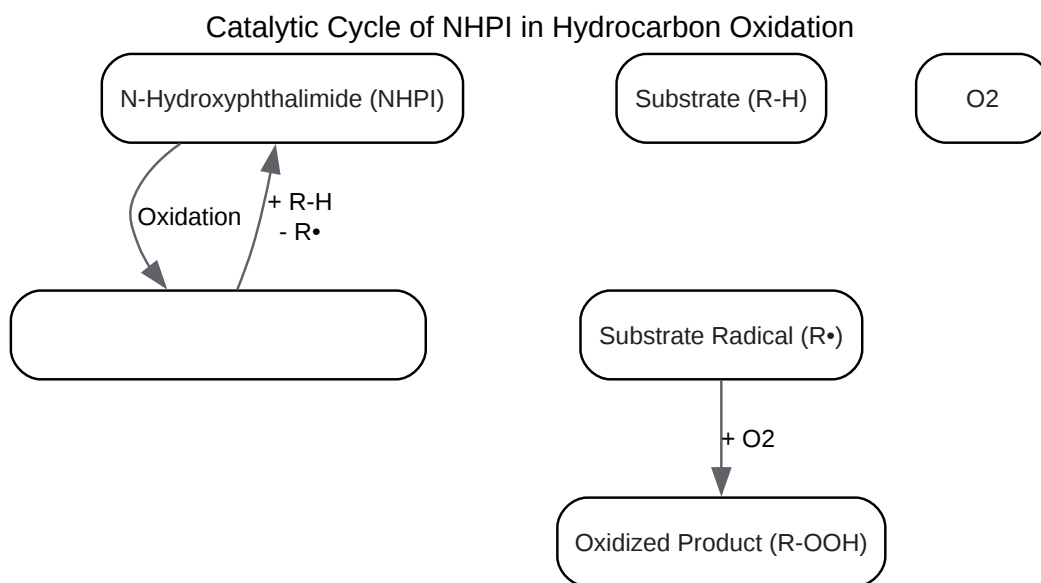 Catalytic Cycle of NHPI in Hydrocarbon Oxidation
N-Hydroxyphthalimide (NHPI)
Substrate (R-H)
O2
Oxidation
+ R-H
- R•
Substrate Radical (R•)
+ O2
Oxidized Product (R-OOH)